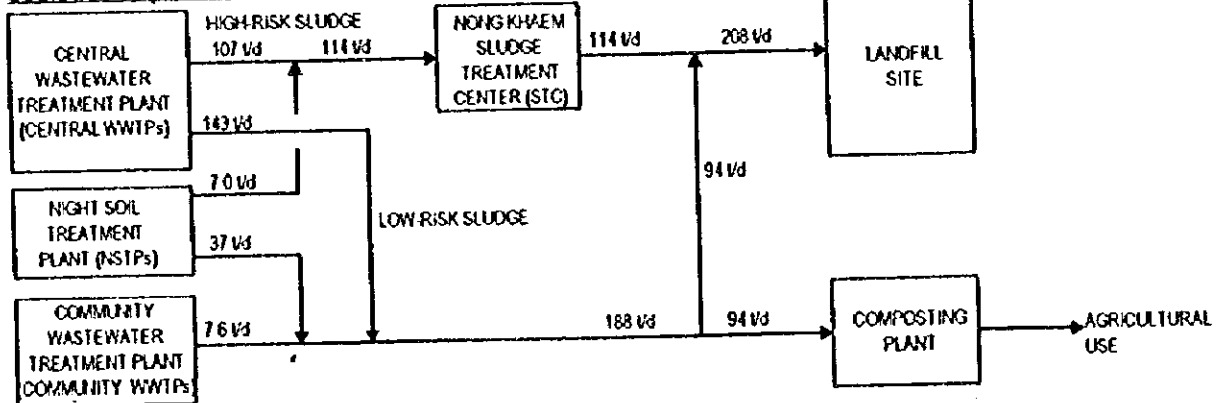 HIGH-RISK SLUDGE
CENTRAL
WASTEWATER
TREATMENT PLANT
(CENTRAL WWTPs)
107 t/d
114 t/d
143 t/d
NONG KHAEM
SLUDGE
TREATMENT
CENTER (STC)
114 t/d
208 t/d
LANDFILL
SITE
NIGHT SOIL
TREATMENT
PLANT (NSTPs)
7.0 t/d
37 t/d
LOW-RISK SLUDGE
94 t/d
COMMUNITY
WASTEWATER
TREATMENT PLANT
COMMUNITY WWTPs)
7.6 t/d
188 t/d
94 t/d
COMPOSTING
PLANT
AGRICULTURAL
USE